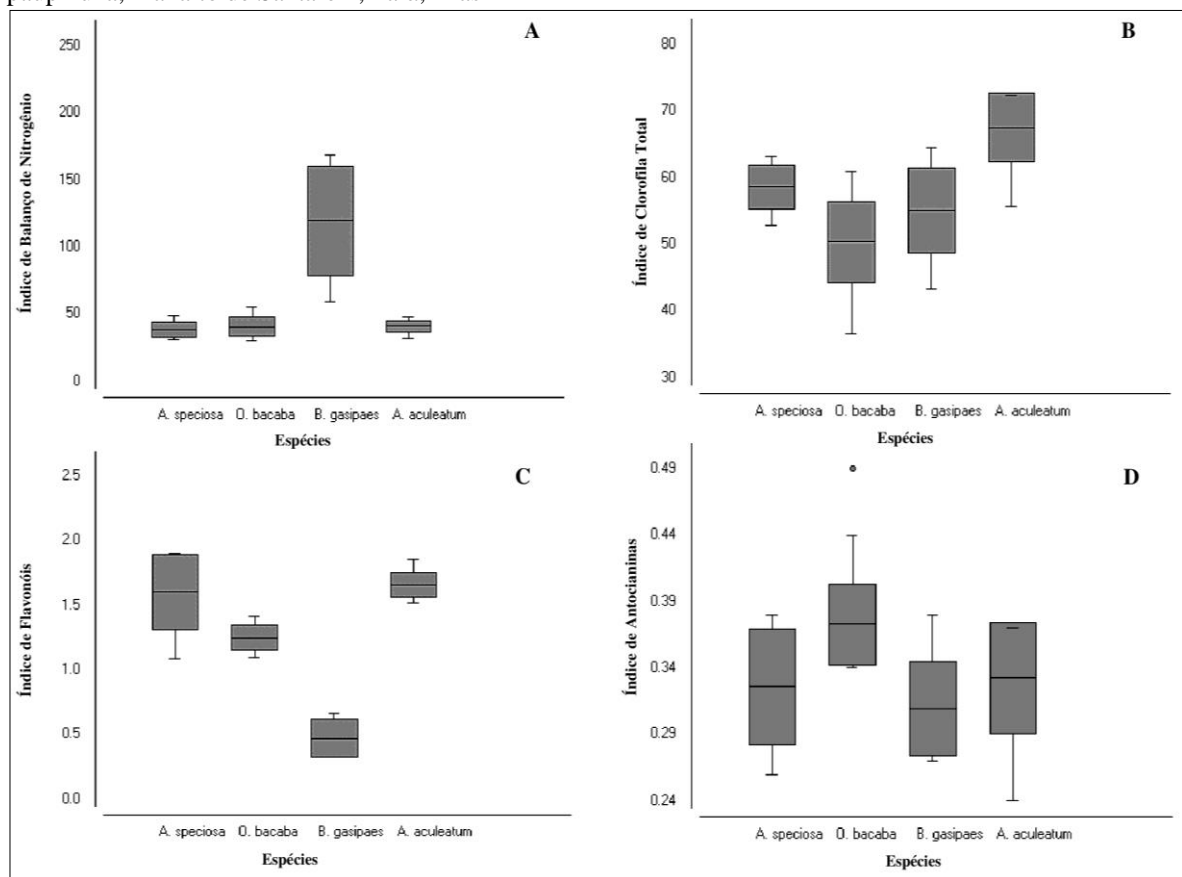 A
Índice de Balanço de Nitrogênio
250
200
150
100
50
0
A. speciosa O. bacaba B. gasipaes A. aculeatum
Espécies
B
Índice de Clorofila Total
80
70
60
50
40
30
A. speciosa O. bacaba B. gasipaes A. aculeatum
Espécies
C
Índice de Flavonóis
2.5
2.0
1.5
1.0
0.5
0.0
A. speciosa O. bacaba B. gasipaes A. aculeatum
Espécies
D
Índice de Antocianinas
0.49
0.44
0.39
0.34
0.29
0.24
A. speciosa O. bacaba B. gasipaes A. aculeatum
Espécies